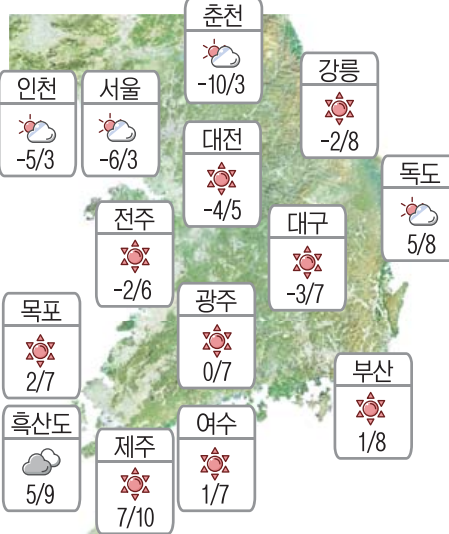 춘천
-10/3
강릉
-2/8
인천
-5/3
서울
-6/3
대전
-4/5
독도
5/8
전주
-2/6
대구
-3/7
광주
0/7
목포
2/7
부산
1/8
흑산도
5/9
제주
7/10
여수
1/7